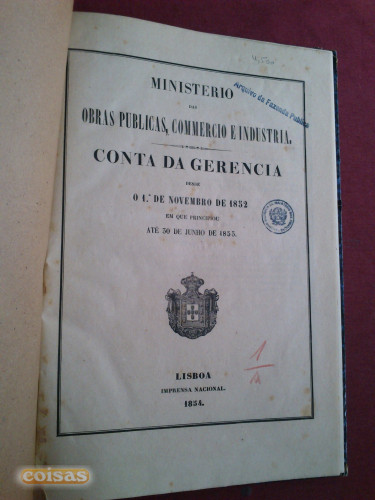 Arquivo da Fazenda Publica
MINISTERIO
DAS
OBRAS PUBLICAS, COMMERCIO E INDUSTRIA.
CONTA DA GERENCIA
DESDE
O 1.º DE NOVEMBRO DE 1852
EM QUE PRINCIPIOU
ATÉ 30 DE JUNHO DE 1853.
LISBOA
IMPRENSA NACIONAL.
1854.
coisas